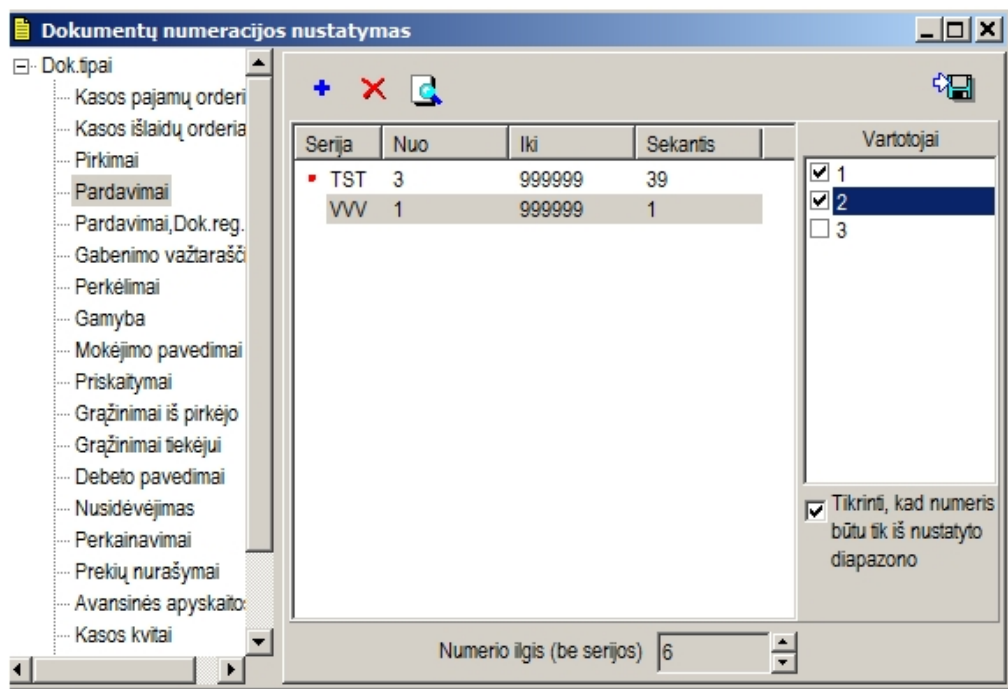 Dokumentų numeracijos nustatymas
Dok.tipai
Kasos pajamų orderi
Kasos išlaidų orderia
Pirkimai
Pardavimai
Pardavimai,Dok.reg.
Gabenimo važtarašči
Perkėlimai
Gamyba
Mokėjimo pavedimai
Priskaitymai
Grąžinimai iš pirkėjo
Grąžinimai tiekėjui
Debeto pavedimai
Nusidėvėjimas
Perkainavimai
Prekių nurašymai
Avansinės apyskaito
Kasos kvitai
Serija Nuo Iki Sekantis
TST 3 999999 39
VVV 1 999999 1
Vartotojai
1
2
3
Tikrinti, kad numeris
būtu tik iš nustatyto
diapazono
Numerio ilgis (be serijos) 6